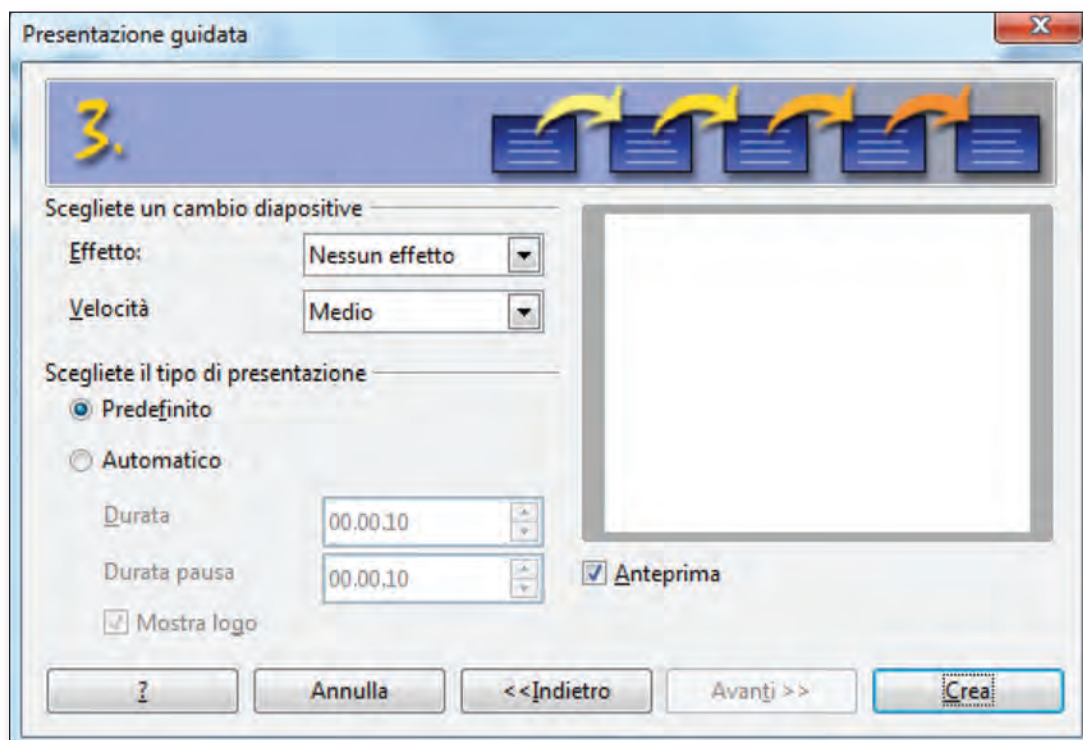 Presentazione guidata
X
3.
Scegliete un cambio diapositive
Effetto:
Nessun effetto
Velocità
Medio
Scegliete il tipo di presentazione
Predefinito
Automatico
Durata
00.00.10
Durata pausa
00.00.10
Mostra logo
Anteprima
?
Annulla
<<Indietro
Avanti >>
Crea